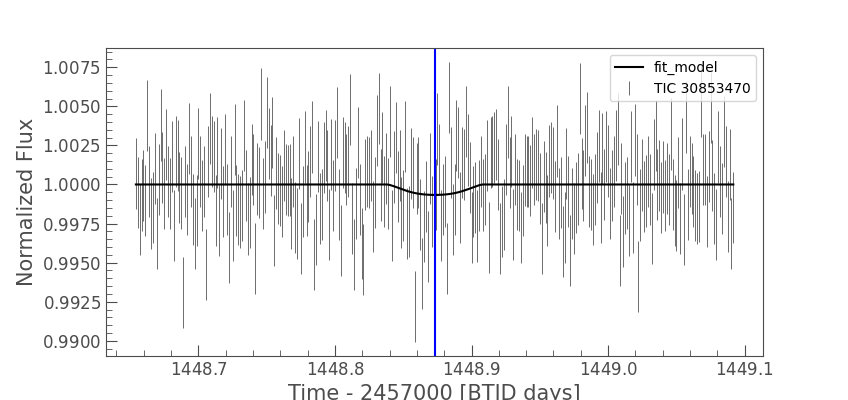 fit_model
TIC 30853470
Normalized Flux
1.0075
1.0050
1.0025
1.0000
0.9975
0.9950
0.9925
0.9900
1448.7 1448.8 1448.9 1449.0 1449.1
Time - 2457000 [BTJD days]